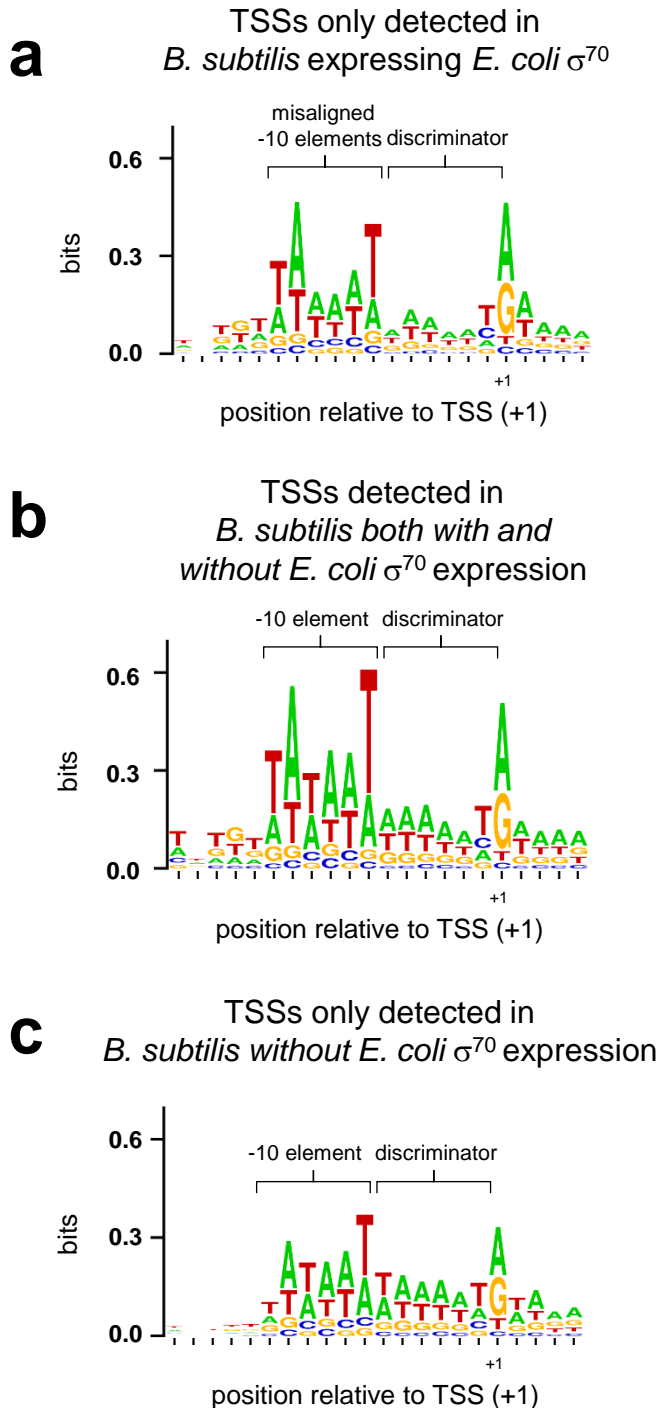 a
TSSs only detected in
B. subtilis expressing E. coli σ70
misaligned
-10 elements
discriminator
bits
0.6
0.3
0.0
+1
position relative to TSS (+1)
b
TSSs detected in
B. subtilis both with and
without E. coli σ70 expression
-10 element
discriminator
bits
0.6
0.3
0.0
+1
position relative to TSS (+1)
c
TSSs only detected in
B. subtilis without E. coli σ70 expression
-10 element
discriminator
bits
0.6
0.3
0.0
+1
position relative to TSS (+1)